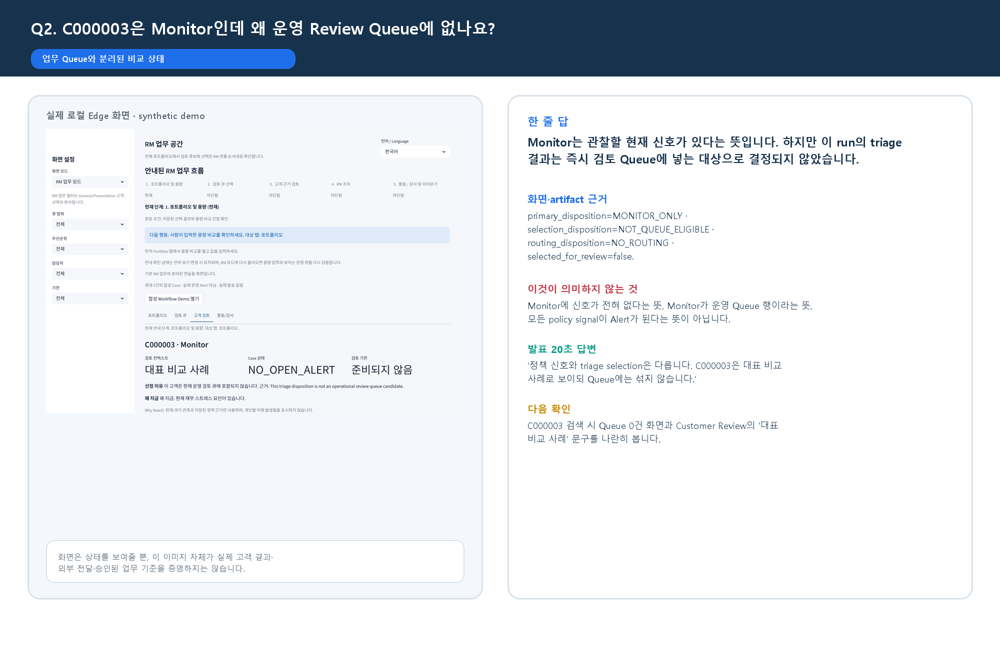 Q2. C000003은 Monitor인데 왜 운영 Review Queue에 없나요?
업무 Queue와 분리된 비교 상태
실제 로컬 Edge 화면 · synthetic demo
화면 설정
화면 모드
RM 업무 모드
RM 업무 필터는 General/Presentation 고객
선택과 분리됩니다.
큐 범위
전체
우선순위
전체
담당자
전체
기한
전체
RM 업무 공간
언어 / Language
한국어
전체 포트폴리오에서 검토 후보와 선택된 RM 큐를 순서대로 확인합니다.
안내된 RM 업무 흐름
1. 포트폴리오 및 용량 2. 검토 큐 선택 3. 고객 근거 검토 4. RM 조치 5. 활동 / 감사 및 미리보기
현재 차단됨 차단됨 차단됨 차단됨
현재 단계: 1. 포트폴리오 및 용량 (현재)
완료 조건: 저장된 선택 결과와 용량 비교 인정 확인
다음 행동: 사람이 입력한 용량 비교를 확인하세요. 대상 탭: 포트폴리오
먼저 Portfolio 탭에서 용량 비교를 열고 값을 입력하세요.
안내 확인 상태는 언어 보기 변경 시 유지되며, RM 모드에 다시 들어오면 용량 입력과 보이는 운영 큐를 다시 검증합니다.
기본 RM 업무와 분리된 연습용 화면입니다.
최대 3건의 합성 Case · 실제 운영 Alert 아님 · 실제 발송 없음
합성 Workflow Demo 열기
포트폴리오 검토 큐 고객 검토 활동/감사
현재 안내 단계: 포트폴리오 및 용량. 대상 탭: 포트폴리오.
C000003 · Monitor
검토 컨텍스트 Case 상태 검토 기한
대표 비교 사례 NO_OPEN_ALERT 준비되지 않음
선정 이유 이 고객은 현재 운영 검토 큐에 포함되지 않습니다. 근거: This triage disposition is not an operational review queue candidate.
왜 지금 왜 지금: 현재 재무 스트레스 요인이 있습니다.
Why Now는 현재·과거 관측과 저장된 정책 근거만 사용하며, 개인별 미래 발생월을 표시하지 않습니다.
화면은 상태를 보여줄 뿐, 이 이미지 자체가 실제 고객 결과·
외부 전달·승인된 업무 기준을 증명하지는 않습니다.
한 줄 답
Monitor는 관찰할 현재 신호가 있다는 뜻입니다. 하지만 이 run의 triage
결과는 즉시 검토 Queue에 넣는 대상으로 결정되지 않았습니다.
화면·artifact 근거
primary_disposition=MONITOR_ONLY ·
selection_disposition=NOT_QUEUE_ELIGIBLE ·
routing_disposition=NO_ROUTING ·
selected_for_review=false.
이것이 의미하지 않는 것
Monitor에 신호가 전혀 없다는 뜻, Monitor가 운영 Queue 행이라는 뜻,
모든 policy signal이 Alert가 된다는 뜻이 아닙니다.
발표 20초 답변
‘정책 신호와 triage selection은 다릅니다. C000003은 대표 비교
사례로 보이되 Queue에는 섞지 않습니다.’
다음 확인
C000003 검색 시 Queue 0건 화면과 Customer Review의 ‘대표
비교 사례’ 문구를 나란히 봅니다.